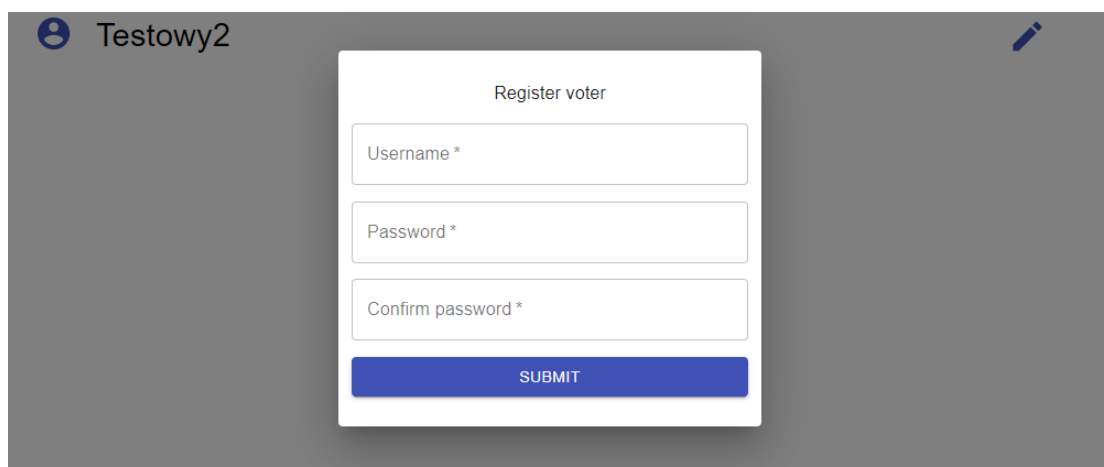 Testowy2
Register voter
Username *
Password *
Confirm password *
SUBMIT